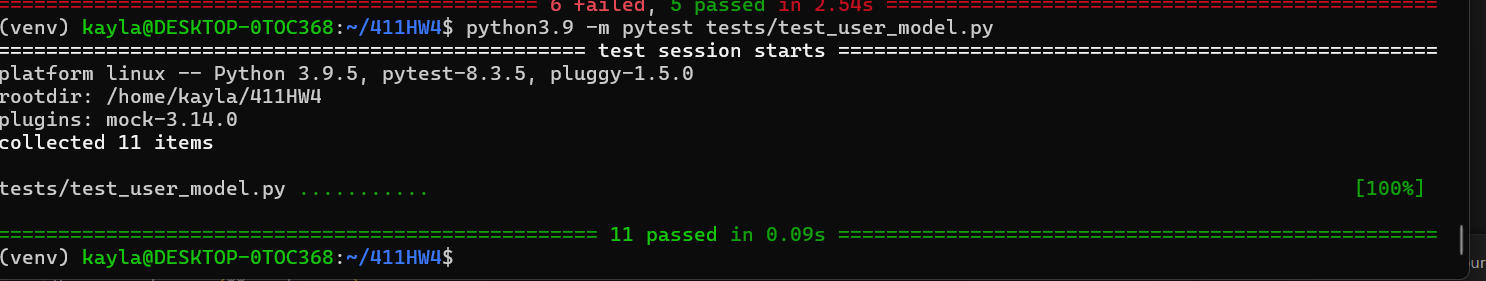 ============================================= 6 failed, 5 passed in 2.54s ==============================================
(venv) kayla@DESKTOP-0TOC368:~/411HW4$ python3.9 -m pytest tests/test_user_model.py
================================================= test session starts ==================================================
platform linux -- Python 3.9.5, pytest-8.3.5, pluggy-1.5.0
rootdir: /home/kayla/411HW4
plugins: mock-3.14.0
collected 11 items
tests/test_user_model.py ........... [100%]
================================================== 11 passed in 0.09s ==================================================
(venv) kayla@DESKTOP-0TOC368:~/411HW4$